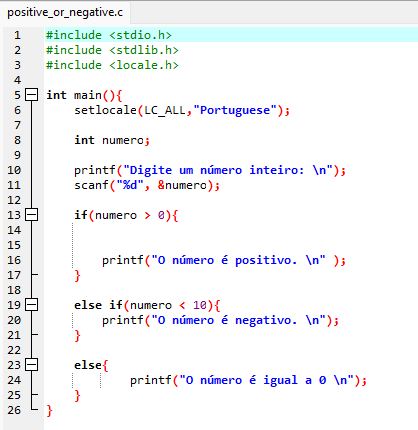 positive_or_negative.c
1 #include <stdio.h>
2 #include <stdlib.h>
3 #include <locale.h>
4
5 int main(){
6 setlocale(LC_ALL,"Portuguese");
7
8 int numero;
9
10 printf("Digite um número inteiro: \n");
11 scanf("%d", &numero);
12
13 if(numero > 0){
14
15
16 printf("O número é positivo. \n" );
17 }
18
19 else if(numero < 10){
20 printf("O número é negativo. \n");
21 }
22
23 else{
24 printf("O número é igual a 0 \n");
25 }
26 }